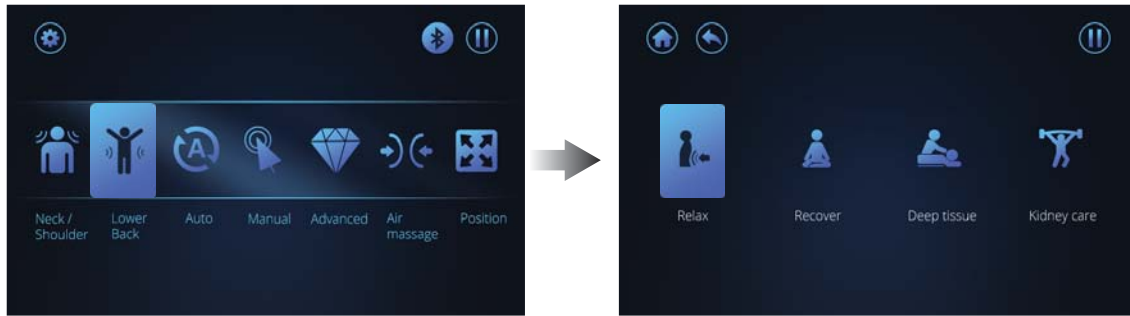 Neck / Shoulder
Lower Back
Auto
Manual
Advanced
Air massage
Position
Relax
Recover
Deep tissue
Kidney care